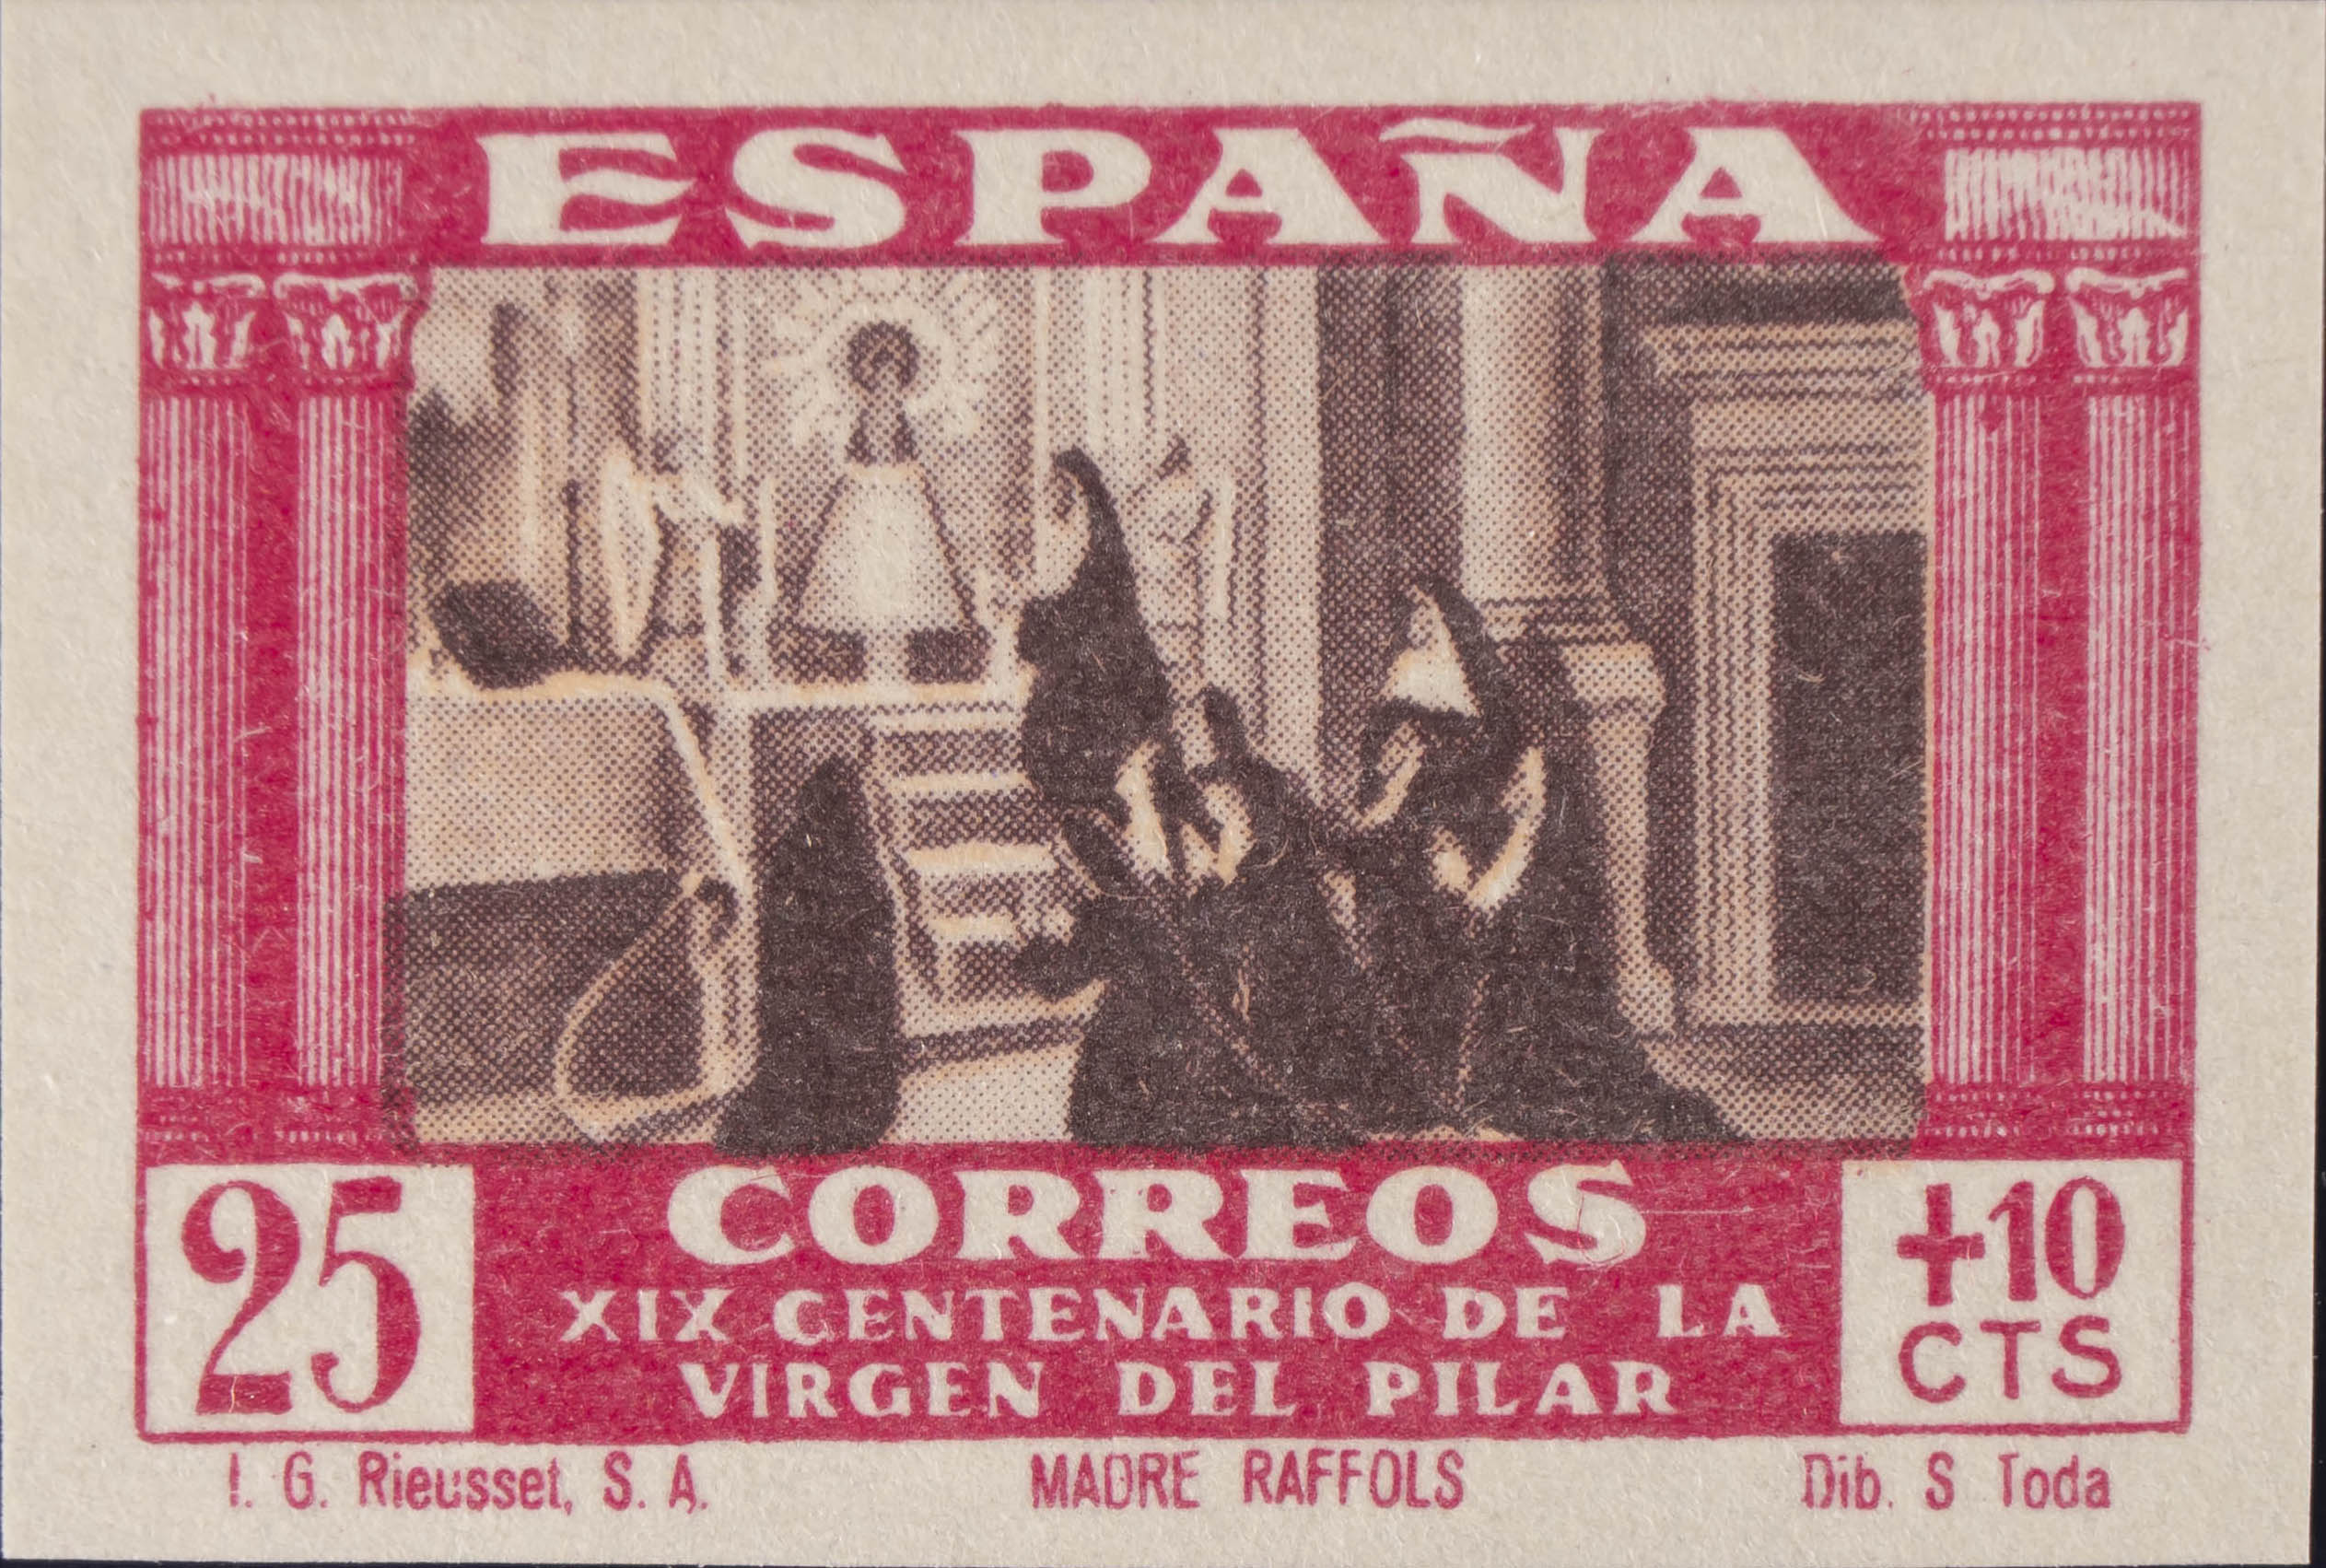 ESPAÑA
25
CORREOS
XIX CENTENARIO DE LA
VIRGEN DEL PILAR
+10
CTS
I. G. Rieusset, S. A.
MADRE RAFFOLS
Dib. S Toda